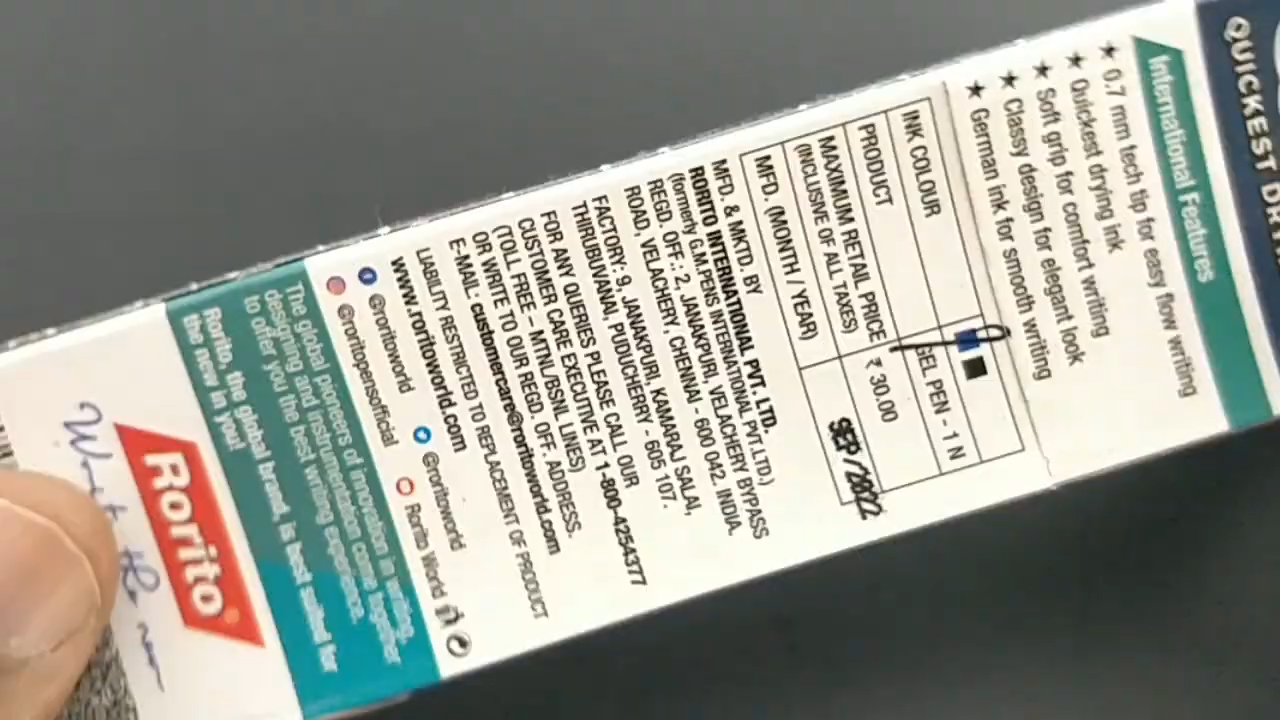 QUICKEST
International Features
★ 0.7 mm tech tip for easy flow writing
★ Quickest drying ink
★ Soft grip for comfort writing
★ Classy design for elegant look
★ German ink for smooth writing
INK COLOUR
PRODUCT GEL PEN - 1 N
MAXIMUM RETAIL PRICE ₹ 30.00
(INCLUSIVE OF ALL TAXES)
MFD. (MONTH / YEAR) SEP/2022
MFD. & MKTD. BY
RORITO INTERNATIONAL PVT. LTD.
(formerly G.M.PENS INTERNATIONAL PVT.LTD.)
REGD. OFF.: 2, JANAKPURI, VELACHERY BYPASS
ROAD, VELACHERY, CHENNAI - 600 042. INDIA.
FACTORY: 9, JANAKPURI, KAMARAJ SALAI,
THIRUBUVANAI, PUDUCHERRY - 605 107.
FOR ANY QUERIES PLEASE CALL OUR
CUSTOMER CARE EXECUTIVE AT 1-800-4254377
(TOLL FREE - MTNL/BSNL LINES)
OR WRITE TO OUR REGD. OFF. ADDRESS.
E-MAIL: customercare@roritoworld.com
LIABILITY RESTRICTED TO REPLACEMENT OF PRODUCT
www.roritoworld.com
@roritoworld @roritoworld
@roritopensofficial Rorito World
The global pioneers of innovation in writing,
designing and instrumentation come together
to offer you the best writing experience.
Rorito, the global brand, is best suited for
the new in you!
Rorito
the new